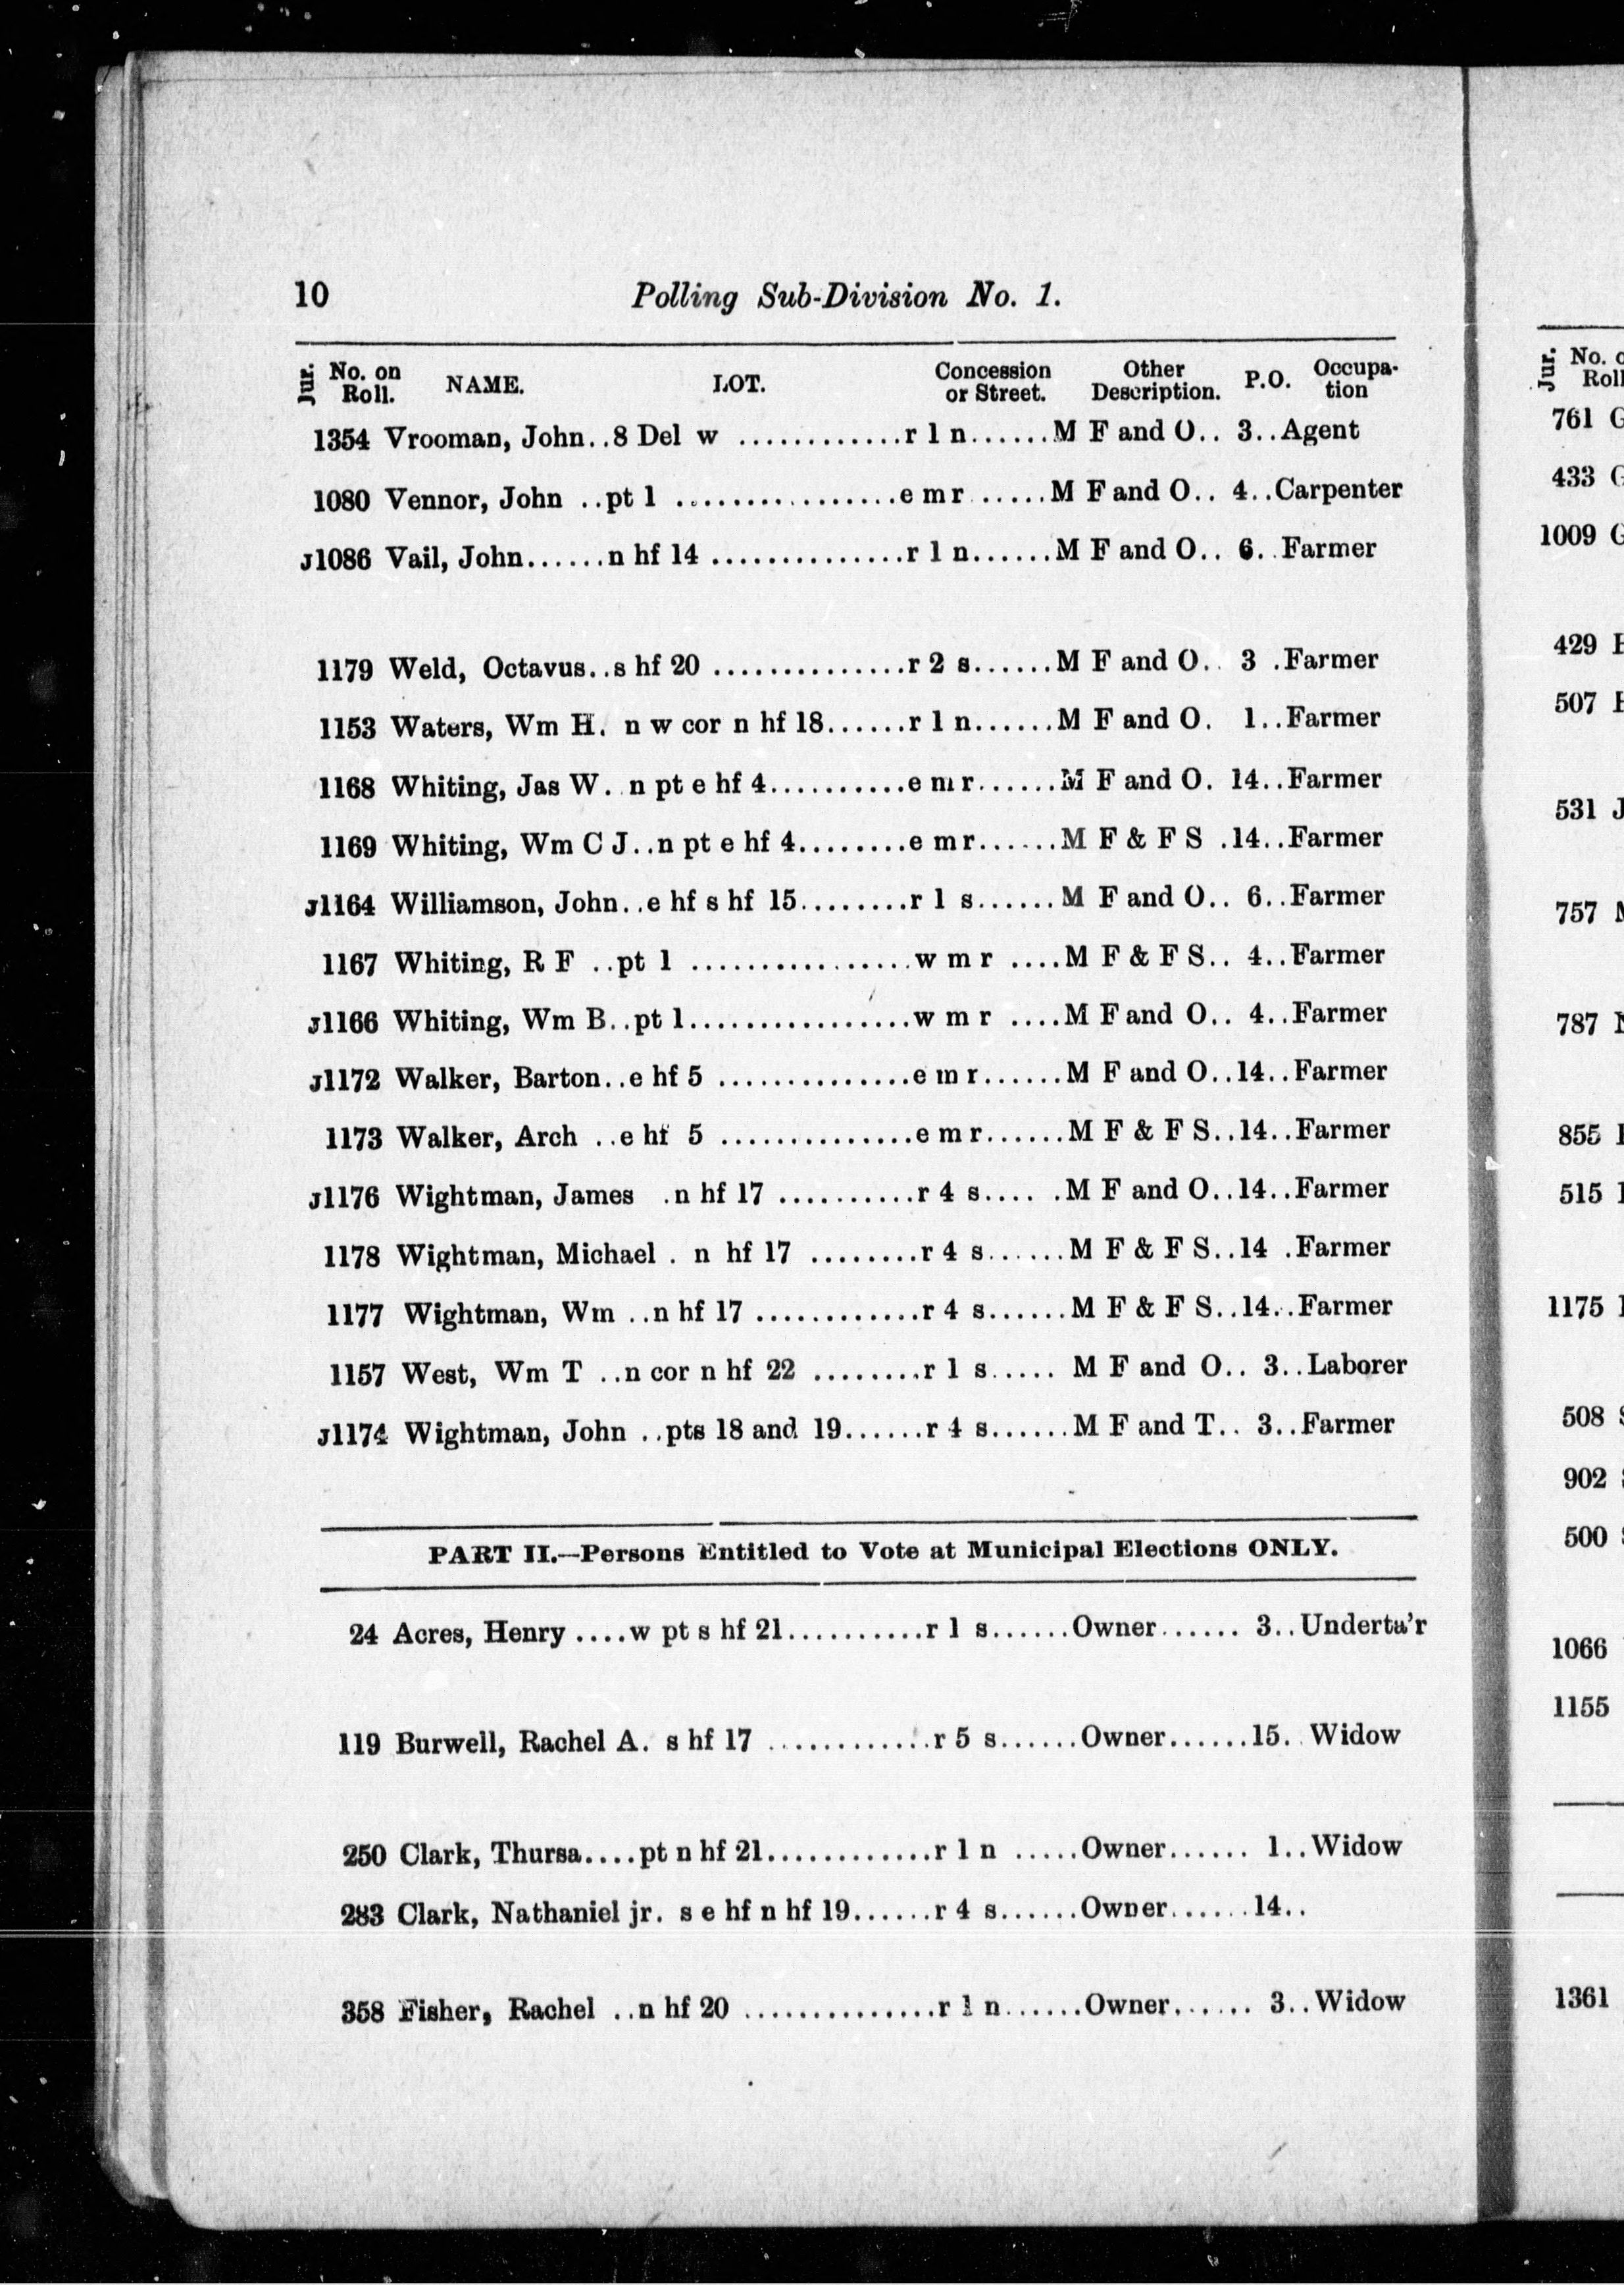 10 Polling Sub-Division No. 1.
Jur. No. on Roll. NAME. LOT. Concession or Street. Other Description. P.O. Occupa-tion
1354 Vrooman, John..8 Del w ............r 1 n......M F and O.. 3..Agent
1080 Vennor, John ..pt 1 ................e m r .....M F and O.. 4..Carpenter
J1086 Vail, John......n hf 14 ..............r 1 n......M F and O.. 6..Farmer
1179 Weld, Octavus..s hf 20 ..............r 2 s......M F and O.. 3 .Farmer
1153 Waters, Wm H. n w cor n hf 18......r 1 n......M F and O. 1..Farmer
1168 Whiting, Jas W. n pt e hf 4..........e m r......M F and O. 14..Farmer
1169 Whiting, Wm C J..n pt e hf 4........e m r......M F & F S .14..Farmer
J1164 Williamson, John..e hf s hf 15........r 1 s......M F and O.. 6..Farmer
1167 Whiting, R F ..pt 1 ................w m r ....M F & F S.. 4..Farmer
J1166 Whiting, Wm B..pt 1................w m r ....M F and O.. 4..Farmer
J1172 Walker, Barton..e hf 5 ..............e m r......M F and O..14..Farmer
1173 Walker, Arch ..e hf 5 ..............e m r......M F & F S..14..Farmer
J1176 Wightman, James .n hf 17 ..........r 4 s.... .M F and O..14..Farmer
1178 Wightman, Michael . n hf 17 ........r 4 s......M F & F S..14 .Farmer
1177 Wightman, Wm ..n hf 17 ............r 4 s......M F & F S..14..Farmer
1157 West, Wm T ..n cor n hf 22 ........r 1 s..... M F and O.. 3..Laborer
J1174 Wightman, John ..pts 18 and 19......r 4 s......M F and T.. 3..Farmer
PART II.—Persons Entitled to Vote at Municipal Elections ONLY.
24 Acres, Henry ....w pt s hf 21..........r 1 s......Owner...... 3..Underta'r
119 Burwell, Rachel A. s hf 17 ............r 5 s......Owner......15. Widow
250 Clark, Thursa....pt n hf 21............r 1 n .....Owner...... 1..Widow
283 Clark, Nathaniel jr. s e hf n hf 19......r 4 s......Owner......14..
358 Fisher, Rachel ..n hf 20 ..............r 1 n......Owner...... 3..Widow
Jur.
761 G
433
1009 G
429
507
531 J
757
787
855
515
1175
508
902
500
1066
1155
1361